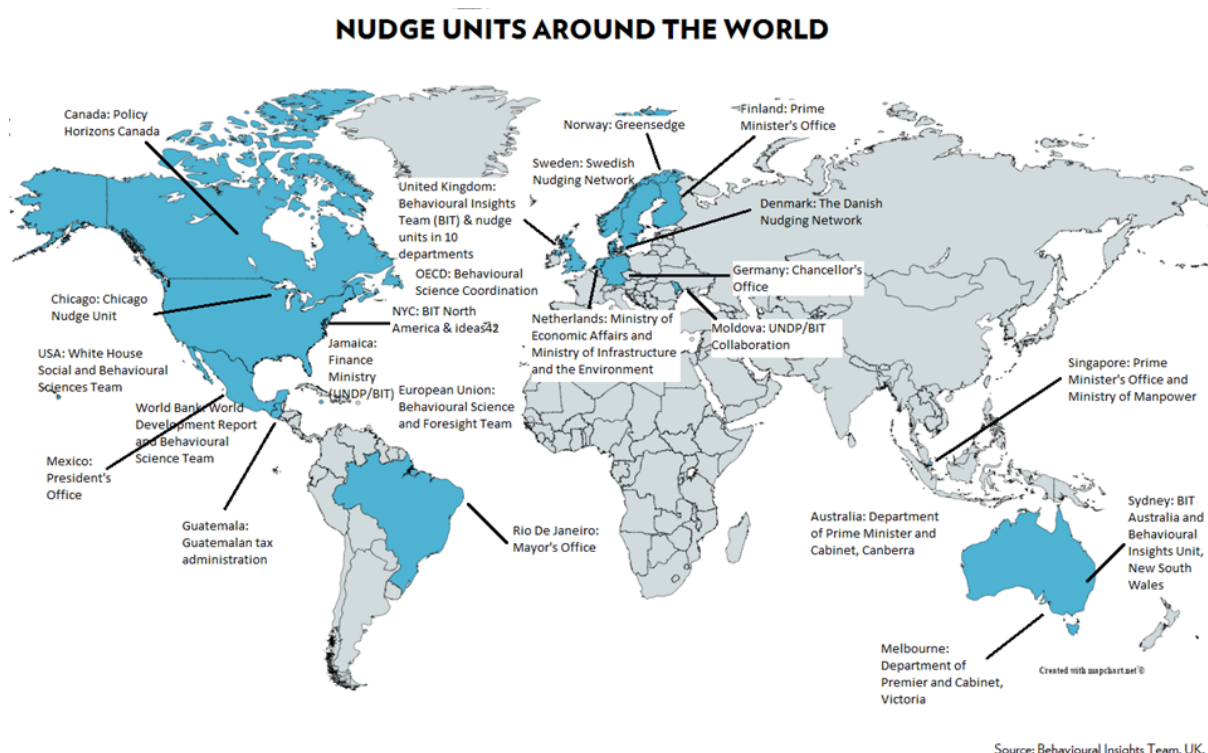 NUDGE UNITS AROUND THE WORLD
Canada: Policy
Horizons Canada
Norway: Greensedge
Finland: Prime
Minister's Office
Sweden: Swedish
Nudging Network
United Kingdom:
Behavioural Insights
Team (BIT) & nudge
units in 10
departments
Denmark: The Danish
Nudging Network
OECD: Behavioural
Science Coordination
Germany: Chancellor's
Office
Chicago: Chicago
Nudge Unit
NYC: BIT North
America & ideas42
Netherlands: Ministry of
Economic Affairs and
Ministry of Infrastructure
and the Environment
Moldova: UNDP/BIT
Collaboration
USA: White House
Social and Behavioural
Sciences Team
Jamaica:
Finance
Ministry
(UNDP/BIT)
European Union:
Behavioural Science
and Foresight Team
Singapore: Prime
Minister's Office and
Ministry of Manpower
World Bank: World
Development Report
and Behavioural
Science Team
Mexico:
President's
Office
Guatemala:
Guatemalan tax
administration
Rio De Janeiro:
Mayor's Office
Australia: Department
of Prime Minister and
Cabinet, Canberra
Sydney: BIT
Australia and
Behavioural
Insights Unit,
New South
Wales
Melbourne:
Department of
Premier and Cabinet,
Victoria
Created with mapchart.net ©
Source: Behavioural Insights Team, UK.